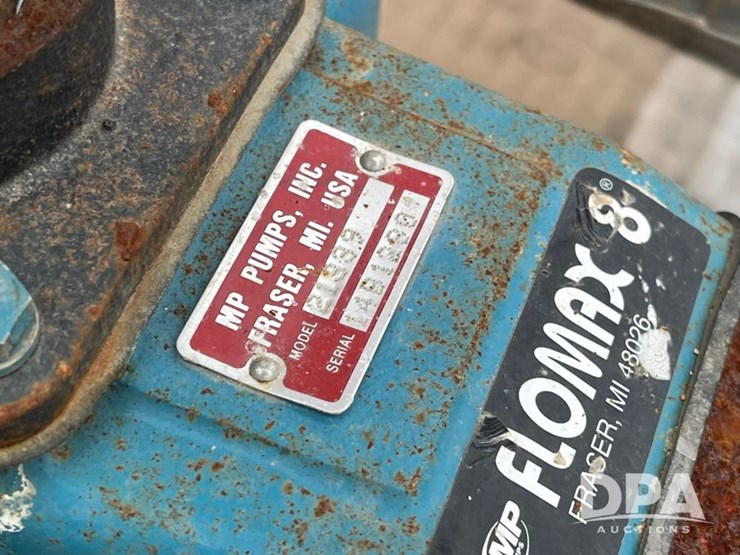 MP PUMPS, INC.
FRASER, MI. USA
MODEL
SERIAL
FLOMAX 8®
FRASER, MI 48026
MP
DPA
AUCTIONS